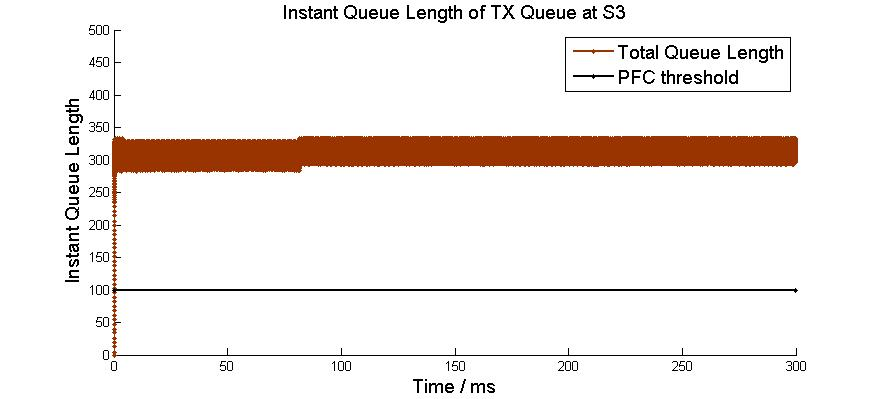 Instant Queue Length of TX Queue at S3
500
450
400
350
300
250
200
150
100
50
0
Instant Queue Length
Total Queue Length
PFC threshold
0 50 100 150 200 250 300
Time / ms